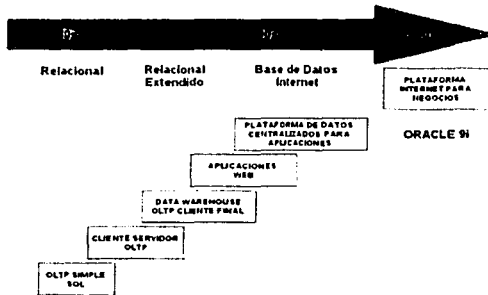 Relacional
Relacional
Extendido
Base de Datos
Internet
PLATAFORMA
INTERNET PARA
NEGOCIOS
ORACLE 9i
PLATAFORMA DE DATOS
CENTRALIZADOS PARA
APLICACIONES
APLICACIONES
WEB
DATA WAREHOUSE
OLTP CLIENTE FINAL
CLIENTE SERVIDOR
OLTP
OLTP SIMPLE
SQL